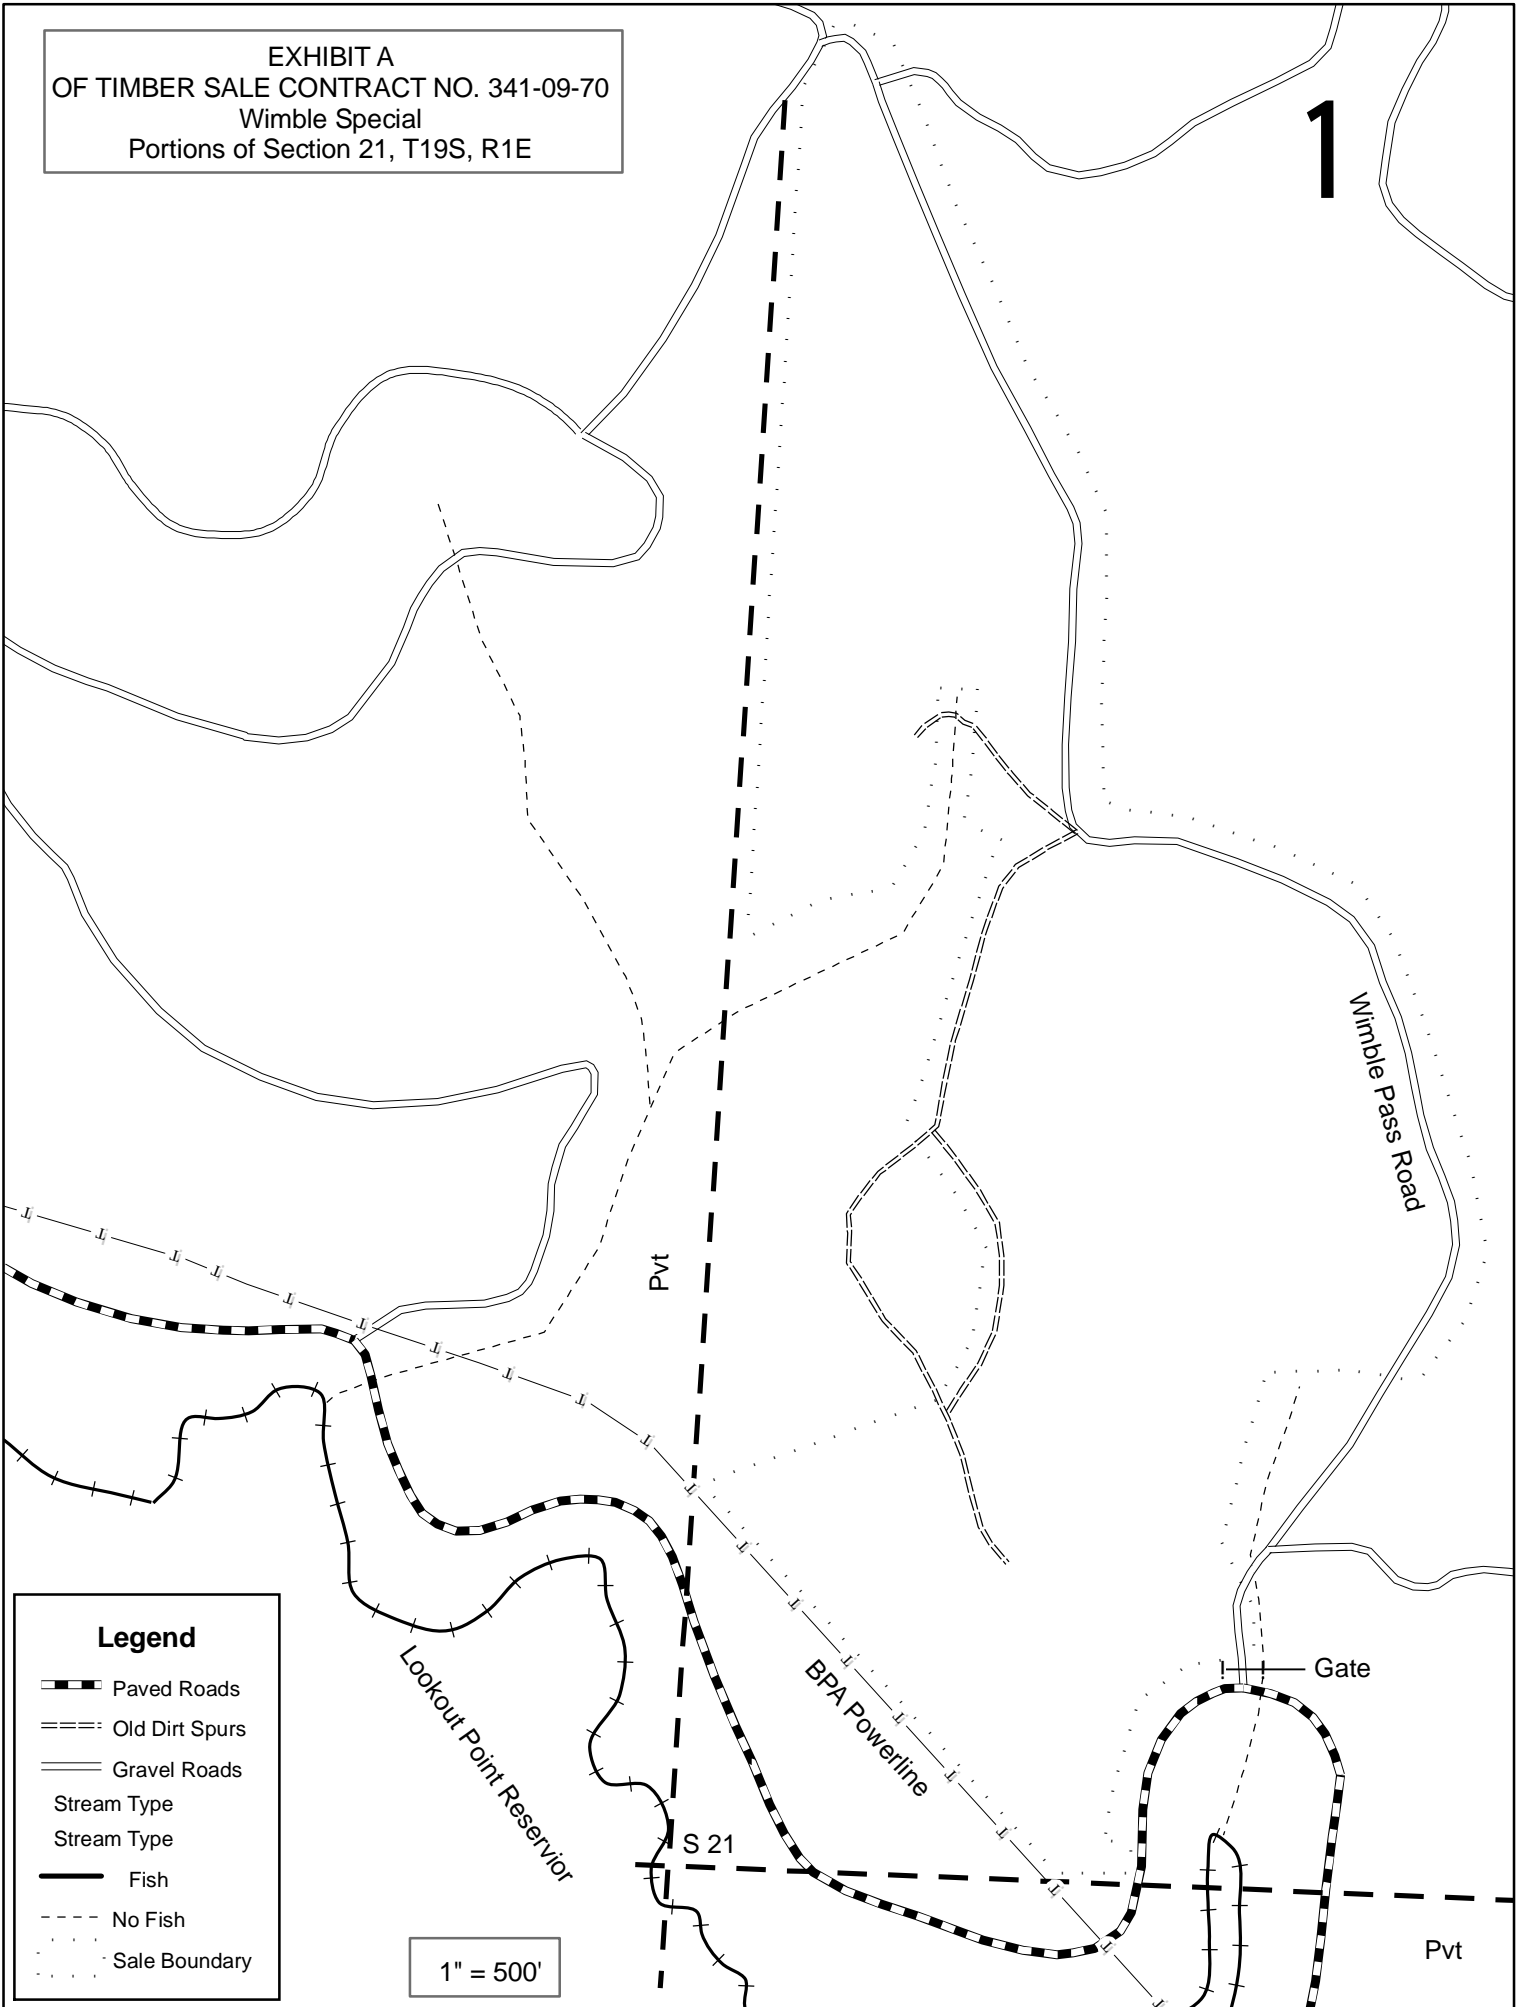 EXHIBIT A
OF TIMBER SALE CONTRACT NO. 341-09-70
Wimble Special
Portions of Section 21, T19S, R1E
1
Wimble Pass Road
Pvt
Gate
BPA Powerline
Lookout Point Reservior
S 21
Pvt
Legend
Paved Roads
Old Dirt Spurs
Gravel Roads
Stream Type
Stream Type
Fish
No Fish
Sale Boundary
1" = 500'